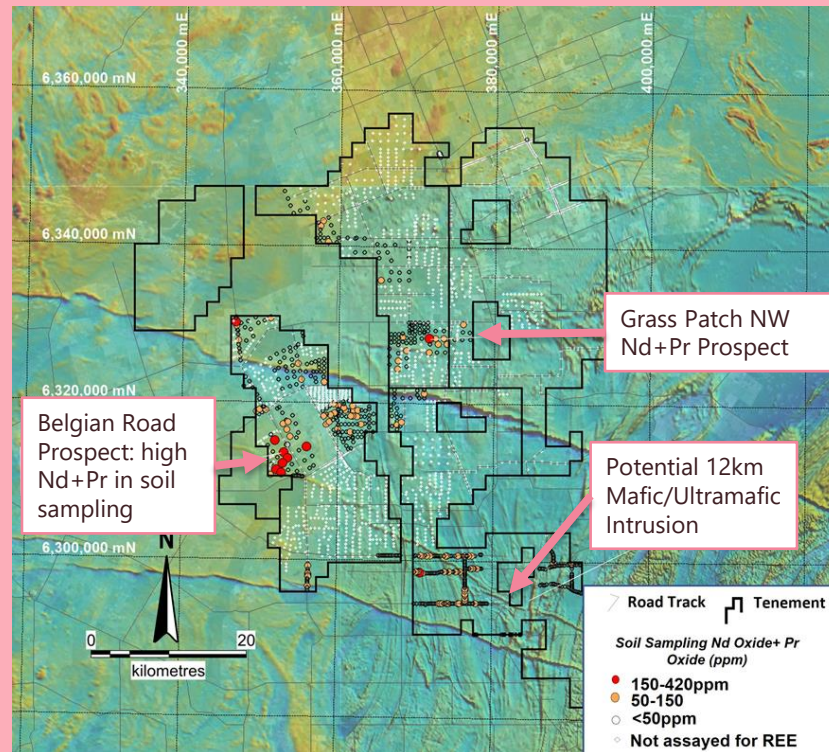 340,000 mE
360,000 mE
380,000 mE
400,000 mE
6,360,000 mN
6,340,000 mN
6,320,000 mN
6,300,000 mN
Grass Patch NW
Nd+Pr Prospect
Belgian Road
Prospect: high
Nd+Pr in soil
sampling
Potential 12km
Mafic/Ultramafic
Intrusion
N
0
20
kilometres
Road Track
Tenement
Soil Sampling Nd Oxide+ Pr
Oxide (ppm)
150-420ppm
50-150
<50ppm
Not assayed for REE